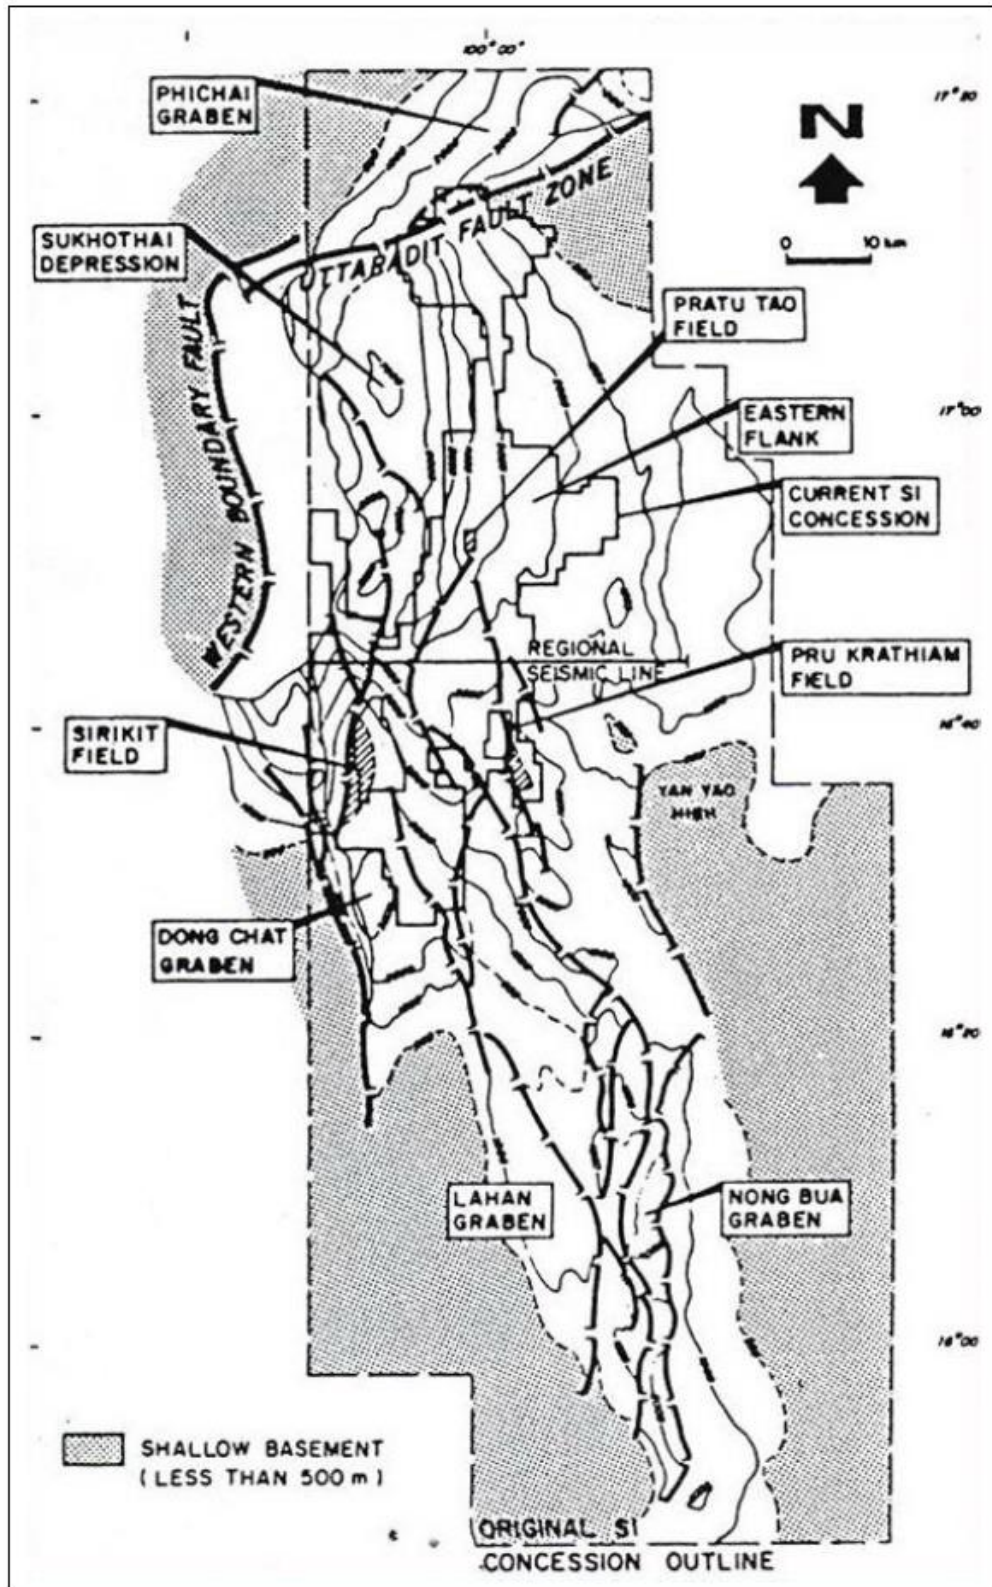 100°00'
PHICHAI
GRABEN
17°20
N
0 10 km
SUKHOTHAI
DEPRESSION
UTTARADIT FAULT ZONE
PRATU TAO
FIELD
WESTERN BOUNDARY FAULT
17°00
EASTERN
FLANK
CURRENT SI
CONCESSION
REGIONAL
SEISMIC LINE
PRU KRATHIAM
FIELD
SIRIKIT
FIELD
16°40
YAN YAO
HIGH
DONG CHAT
GRABEN
16°20
LAHAN
GRABEN
NONG BUA
GRABEN
16°00
SHALLOW BASEMENT
(LESS THAN 500 m)
ORIGINAL SI
CONCESSION OUTLINE